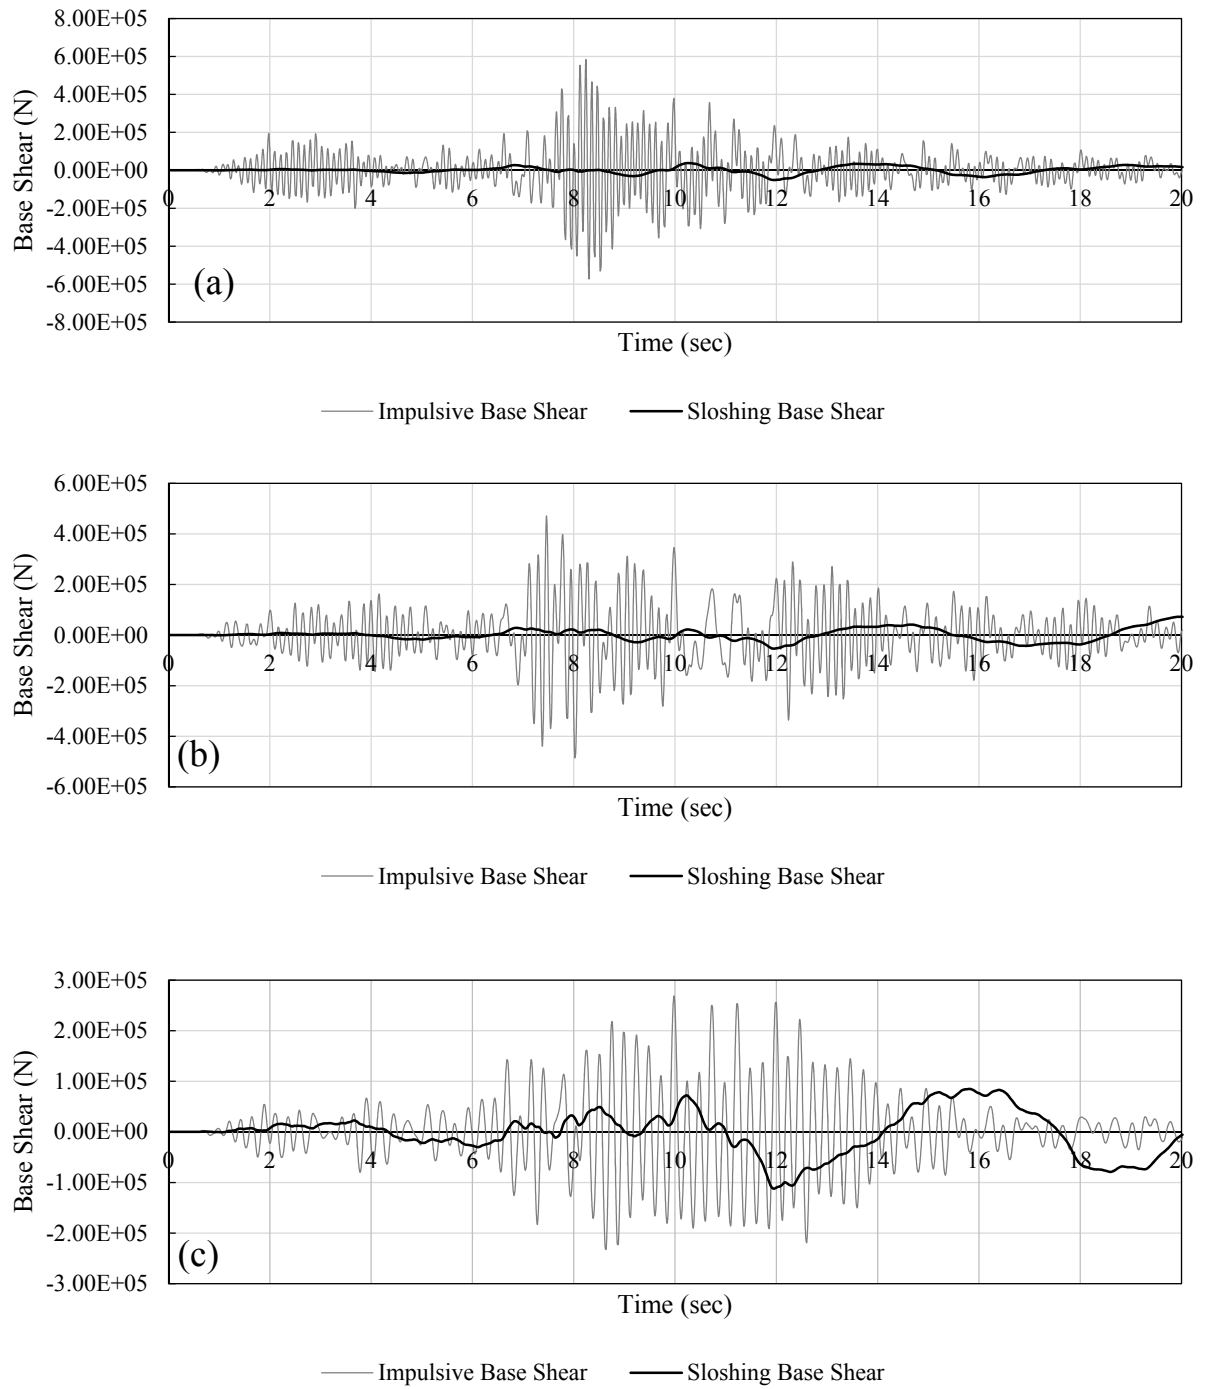 8.00E+05
6.00E+05
4.00E+05
2.00E+05
0.00E+00
-2.00E+05
-4.00E+05
-6.00E+05
-8.00E+05
Base Shear (N)
0 2 4 6 8 10 12 14 16 18 20
(a)
Time (sec)
Impulsive Base Shear Sloshing Base Shear
6.00E+05
4.00E+05
2.00E+05
0.00E+00
-2.00E+05
-4.00E+05
-6.00E+05
Base Shear (N)
0 2 4 6 8 10 12 14 16 18 20
(b)
Time (sec)
Impulsive Base Shear Sloshing Base Shear
3.00E+05
2.00E+05
1.00E+05
0.00E+00
-1.00E+05
-2.00E+05
-3.00E+05
Base Shear (N)
0 2 4 6 8 10 12 14 16 18 20
(c)
Time (sec)
Impulsive Base Shear Sloshing Base Shear